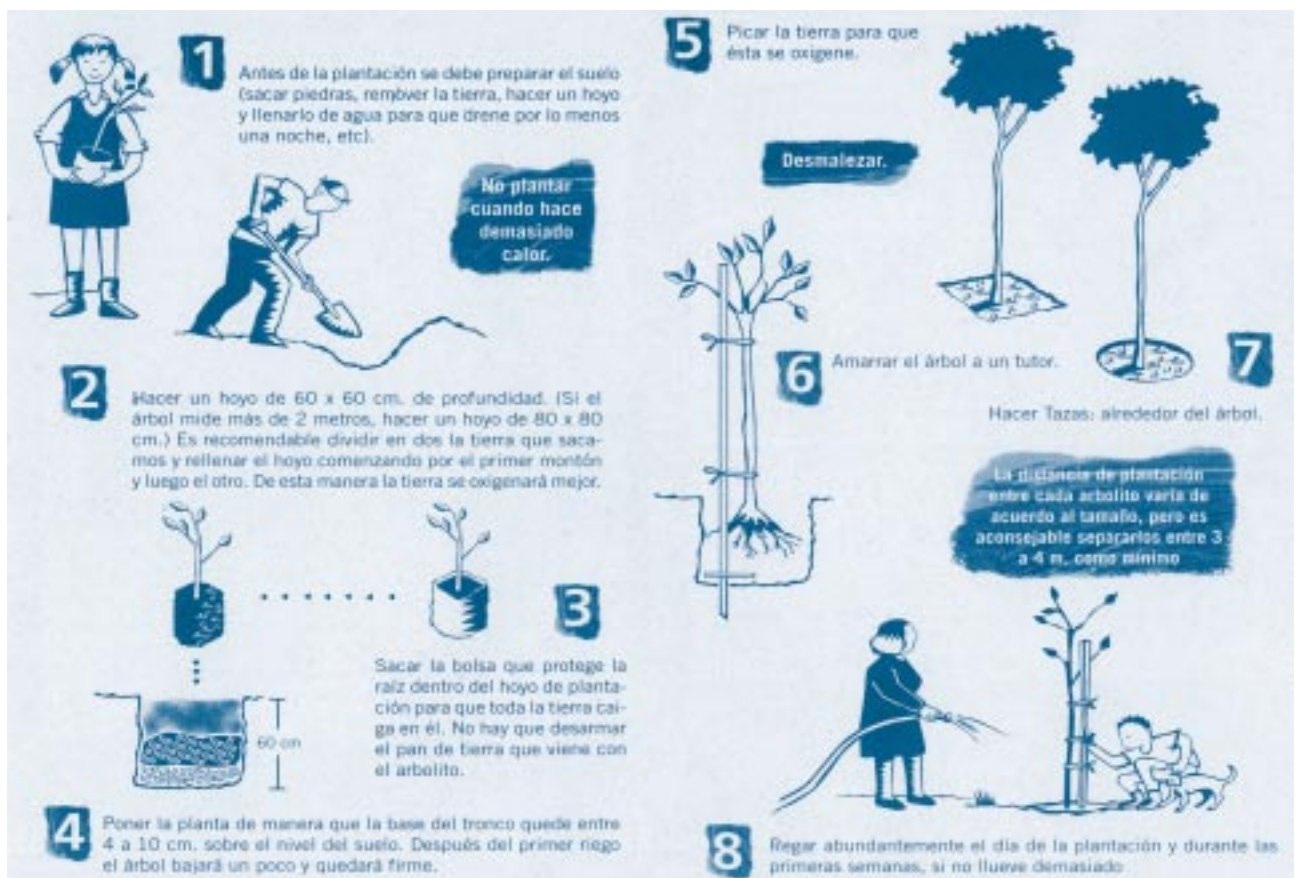 1
Antes de la plantación se debe preparar el suelo
(sacar piedras, remover la tierra, hacer un hoyo
y llenarlo de agua para que drene por lo menos
una noche, etc).
No plantar
cuando hace
demasiado
calor.
2
Hacer un hoyo de 60 x 60 cm. de profundidad. (Si el
árbol mide más de 2 metros, hacer un hoyo de 80 x 80
cm.) Es recomendable dividir en dos la tierra que saca-
mos y rellenar el hoyo comenzando por el primer montón
y luego el otro. De esta manera la tierra se oxigenará mejor.
3
Sacar la bolsa que protege la
raíz dentro del hoyo de planta-
ción para que toda la tierra cai-
ga en él. No hay que desarmar
el pan de tierra que viene con
el arbolito.
60 cm
4
Poner la planta de manera que la base del tronco quede entre
4 a 10 cm. sobre el nivel del suelo. Después del primer riego
el árbol bajará un poco y quedará firme.
5
Picar la tierra para que
ésta se oxigene.
Desmalezar.
6
Amarrar el árbol a un tutor.
7
Hacer Tazas: alrededor del árbol.
La distancia de plantación
entre cada arbolito varía de
acuerdo al tamaño, pero es
aconsejable separarlos entre 3
a 4 m. como mínimo
8
Regar abundantemente el día de la plantación y durante las
primeras semanas, si no llueve demasiado